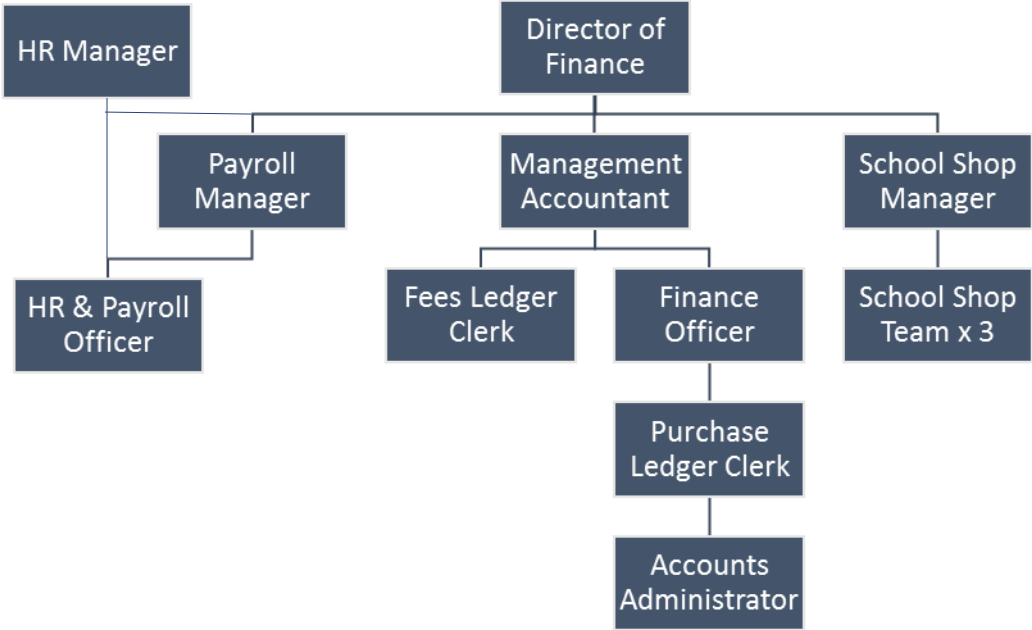 HR Manager
Director of
Finance
Payroll
Manager
Management
Accountant
School Shop
Manager
HR & Payroll
Officer
Fees Ledger
Clerk
Finance
Officer
School Shop
Team x 3
Purchase
Ledger Clerk
Accounts
Administrator